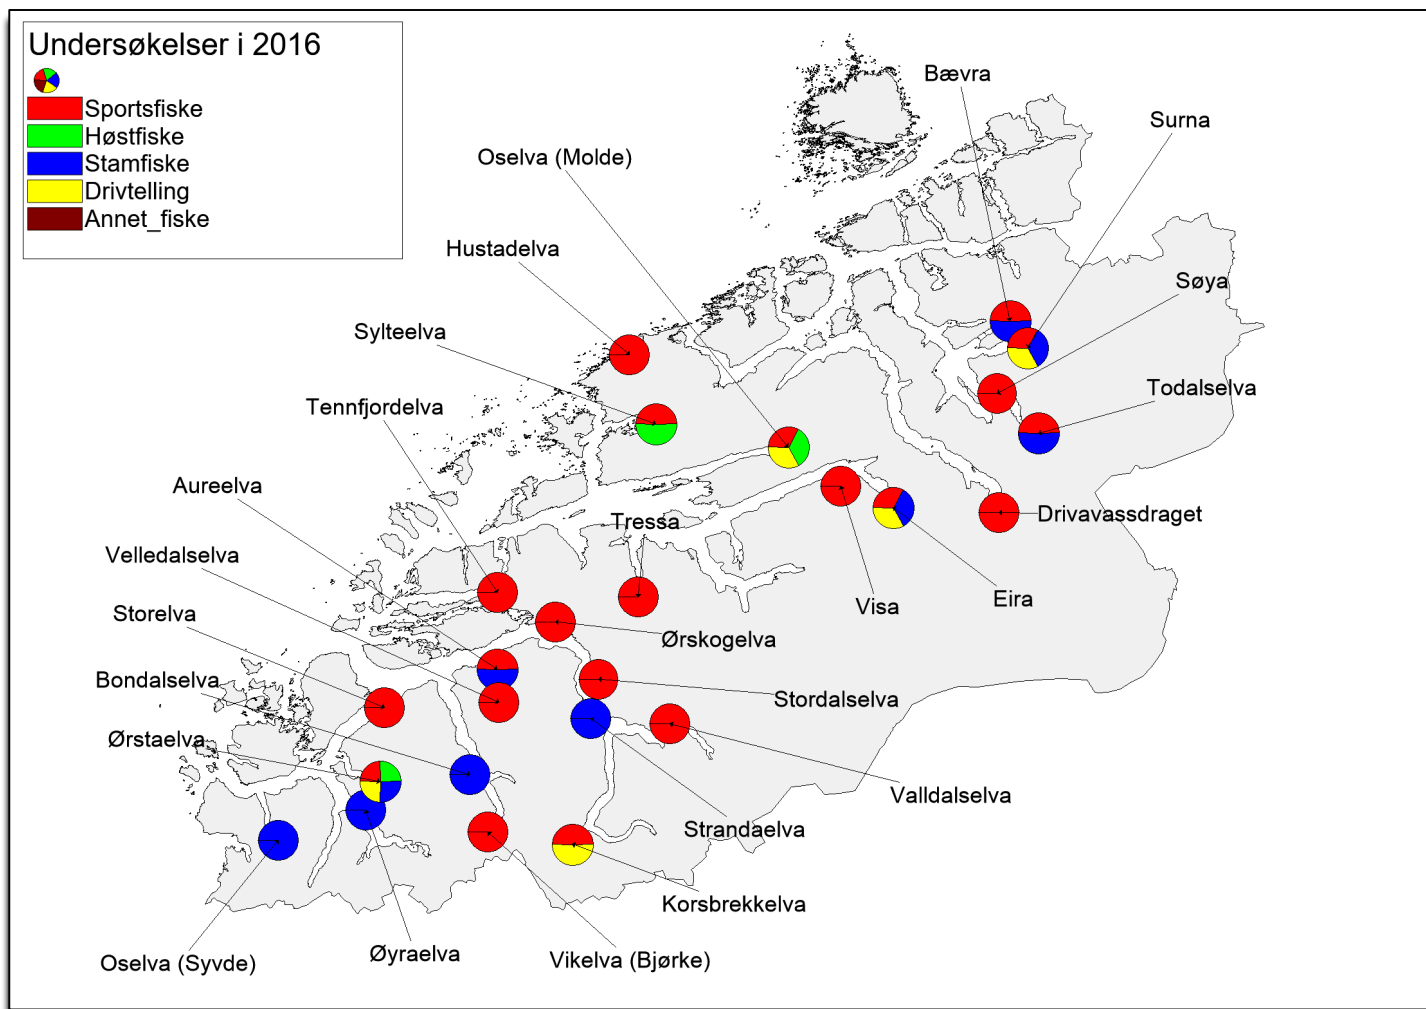 Undersøkelser i 2016
Sportsfiske
Høstfiske
Stamfiske
Drivtelling
Annet_fiske
Bævra
Surna
Oselva (Molde)
Hustadelva
Søya
Sylteelva
Todalselva
Tennfjordelva
Aureelva
Drivavassdraget
Tressa
Velledalselva
Eira
Visa
Storelva
Ørskogelva
Bondalselva
Stordalselva
Ørstaelva
Valldalselva
Strandaelva
Korsbrekkelva
Øyraelva
Vikelva (Bjørke)
Oselva (Syvde)